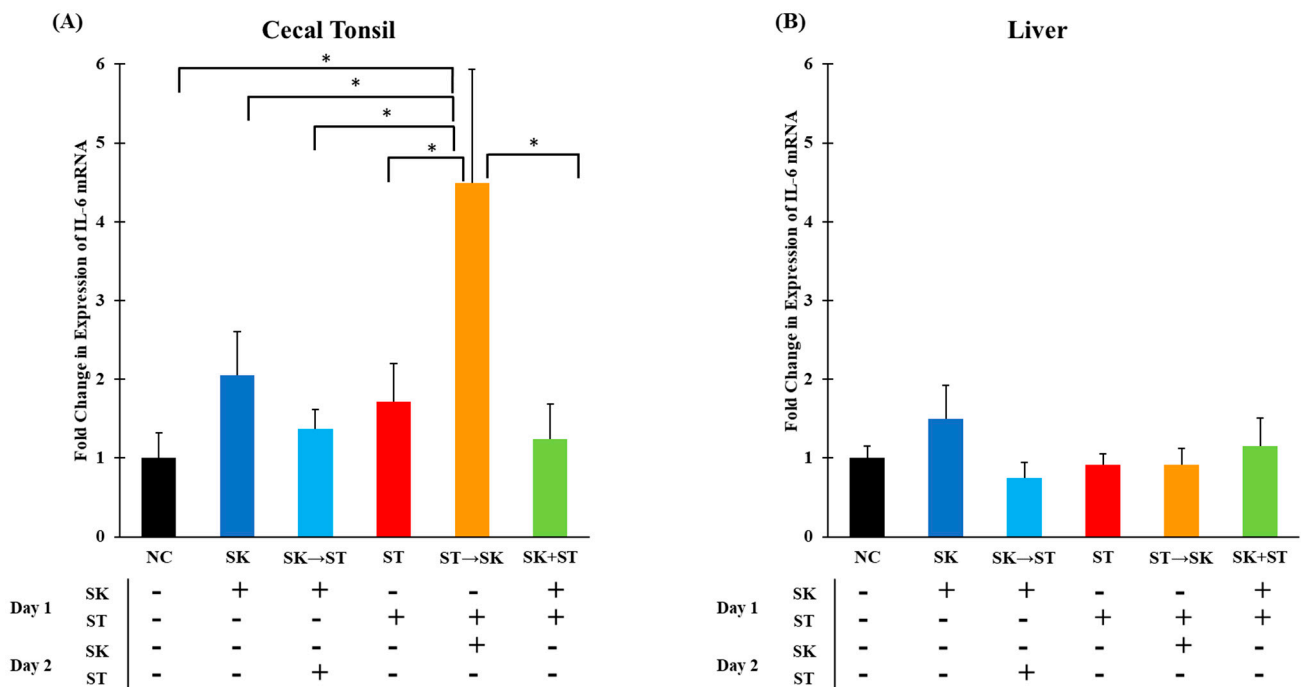 (A)
Cecal Tonsil
Fold Change in Expression of IL-6 mRNA
6
5
4
3
2
1
0
*
*
*
*
*
NC SK SK→ST ST ST→SK SK+ST
Day 1
SK - + + - - +
ST - - - + + +
Day 2
SK - - - - + -
ST - - + - - -
(B)
Liver
Fold Change in Expression of IL-6 mRNA
6
5
4
3
2
1
0
NC SK SK→ST ST ST→SK SK+ST
Day 1
SK - + + - - +
ST - - - + + +
Day 2
SK - - - - + -
ST - - + - - -